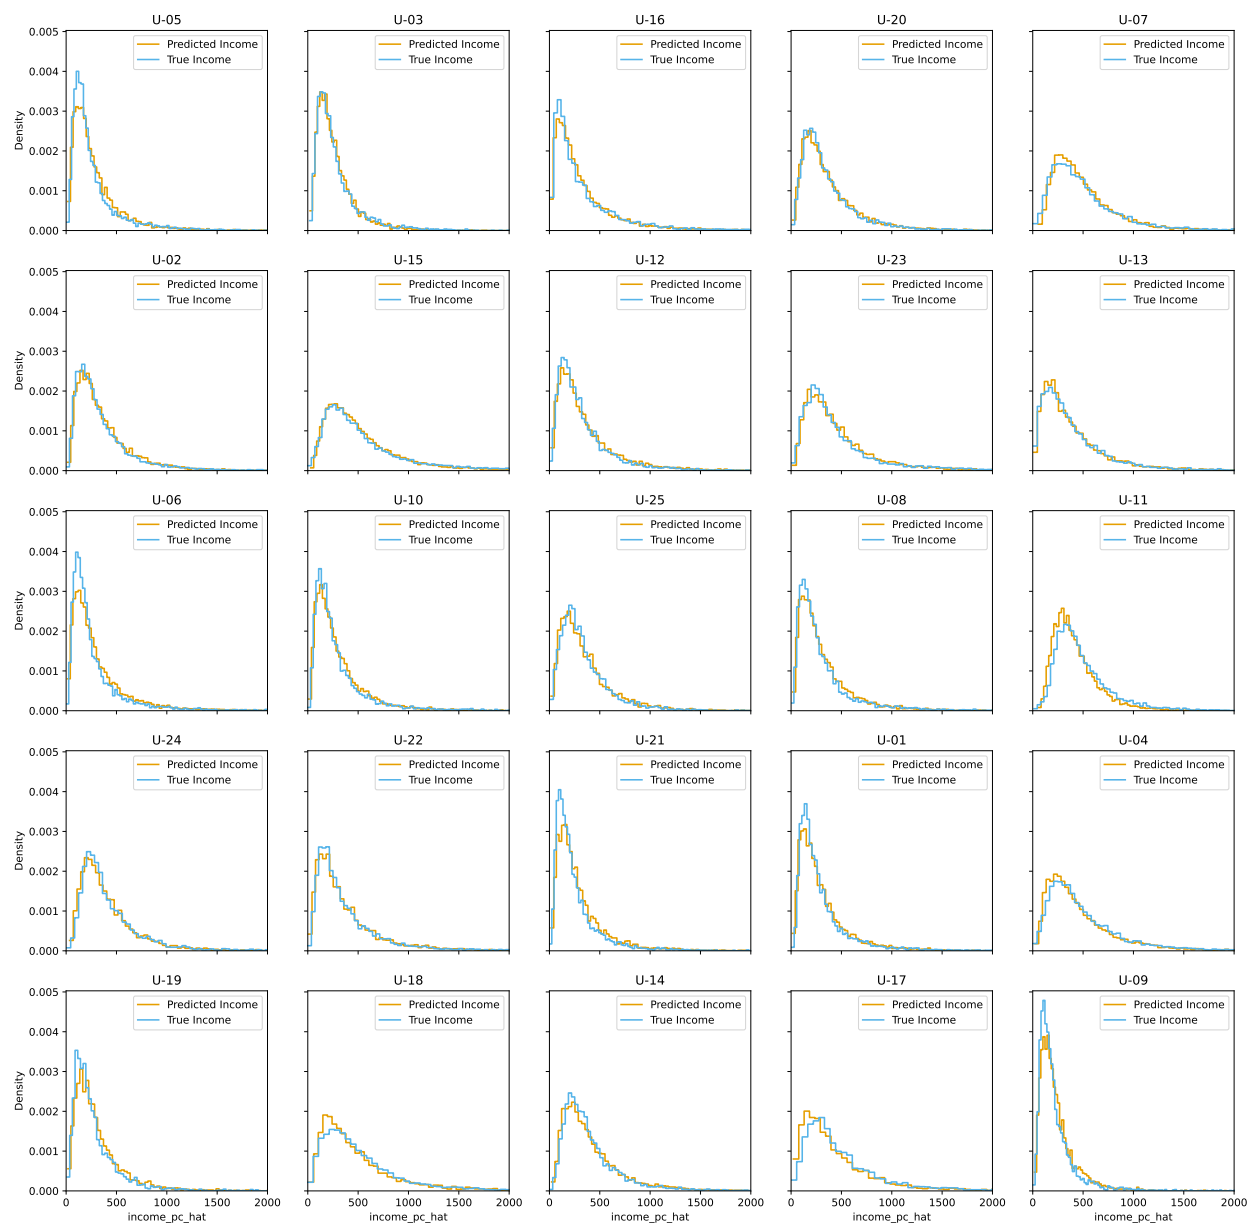 U-05 U-03 U-16 U-20 U-07
0.005
0.004
0.003
0.002
0.001
0.000
Density
Predicted Income Predicted Income Predicted Income Predicted Income Predicted Income
True Income True Income True Income True Income True Income
U-02 U-15 U-12 U-23 U-13
0.005
0.004
0.003
0.002
0.001
0.000
Density
Predicted Income Predicted Income Predicted Income Predicted Income Predicted Income
True Income True Income True Income True Income True Income
U-06 U-10 U-25 U-08 U-11
0.005
0.004
0.003
0.002
0.001
0.000
Density
Predicted Income Predicted Income Predicted Income Predicted Income Predicted Income
True Income True Income True Income True Income True Income
U-24 U-22 U-21 U-01 U-04
0.005
0.004
0.003
0.002
0.001
0.000
Density
Predicted Income Predicted Income Predicted Income Predicted Income Predicted Income
True Income True Income True Income True Income True Income
U-19 U-18 U-14 U-17 U-09
0.005
0.004
0.003
0.002
0.001
0.000
Density
Predicted Income Predicted Income Predicted Income Predicted Income Predicted Income
True Income True Income True Income True Income True Income
0 500 1000 1500 2000 0 500 1000 1500 2000 0 500 1000 1500 2000 0 500 1000 1500 2000 0 500 1000 1500 2000
income_pc_hat income_pc_hat income_pc_hat income_pc_hat income_pc_hat